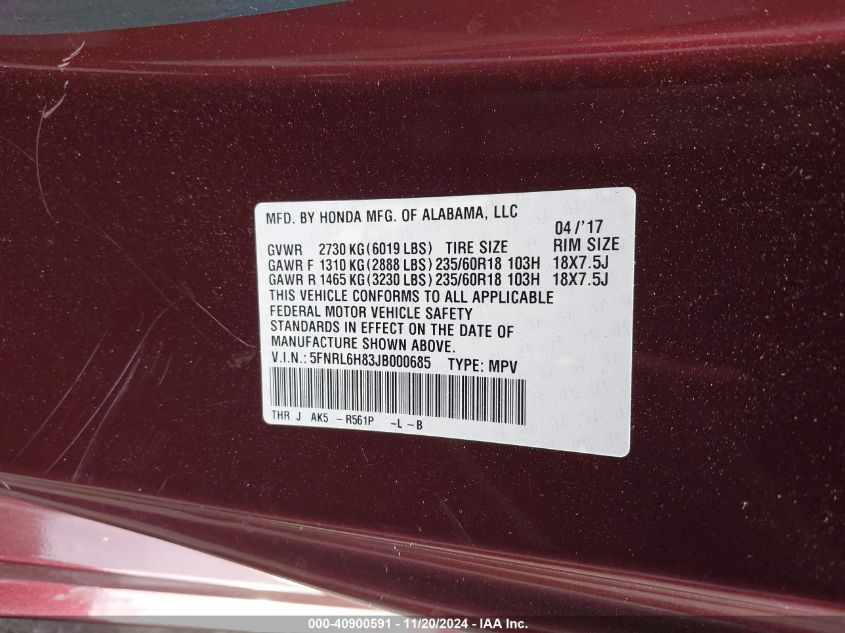 MFD. BY HONDA MFG. OF ALABAMA, LLC
04/'17
GVWR 2730 KG (6019 LBS) TIRE SIZE RIM SIZE
GAWR F 1310 KG (2888 LBS) 235/60R18 103H 18X7.5J
GAWR R 1465 KG (3230 LBS) 235/60R18 103H 18X7.5J
THIS VEHICLE CONFORMS TO ALL APPLICABLE
FEDERAL MOTOR VEHICLE SAFETY
STANDARDS IN EFFECT ON THE DATE OF
MANUFACTURE SHOWN ABOVE.
V.I.N.: 5FNRL6H83JB000685 TYPE: MPV
THR J AK5 -R561P -L -B
000-40900591 - 11/20/2024 - IAA Inc.